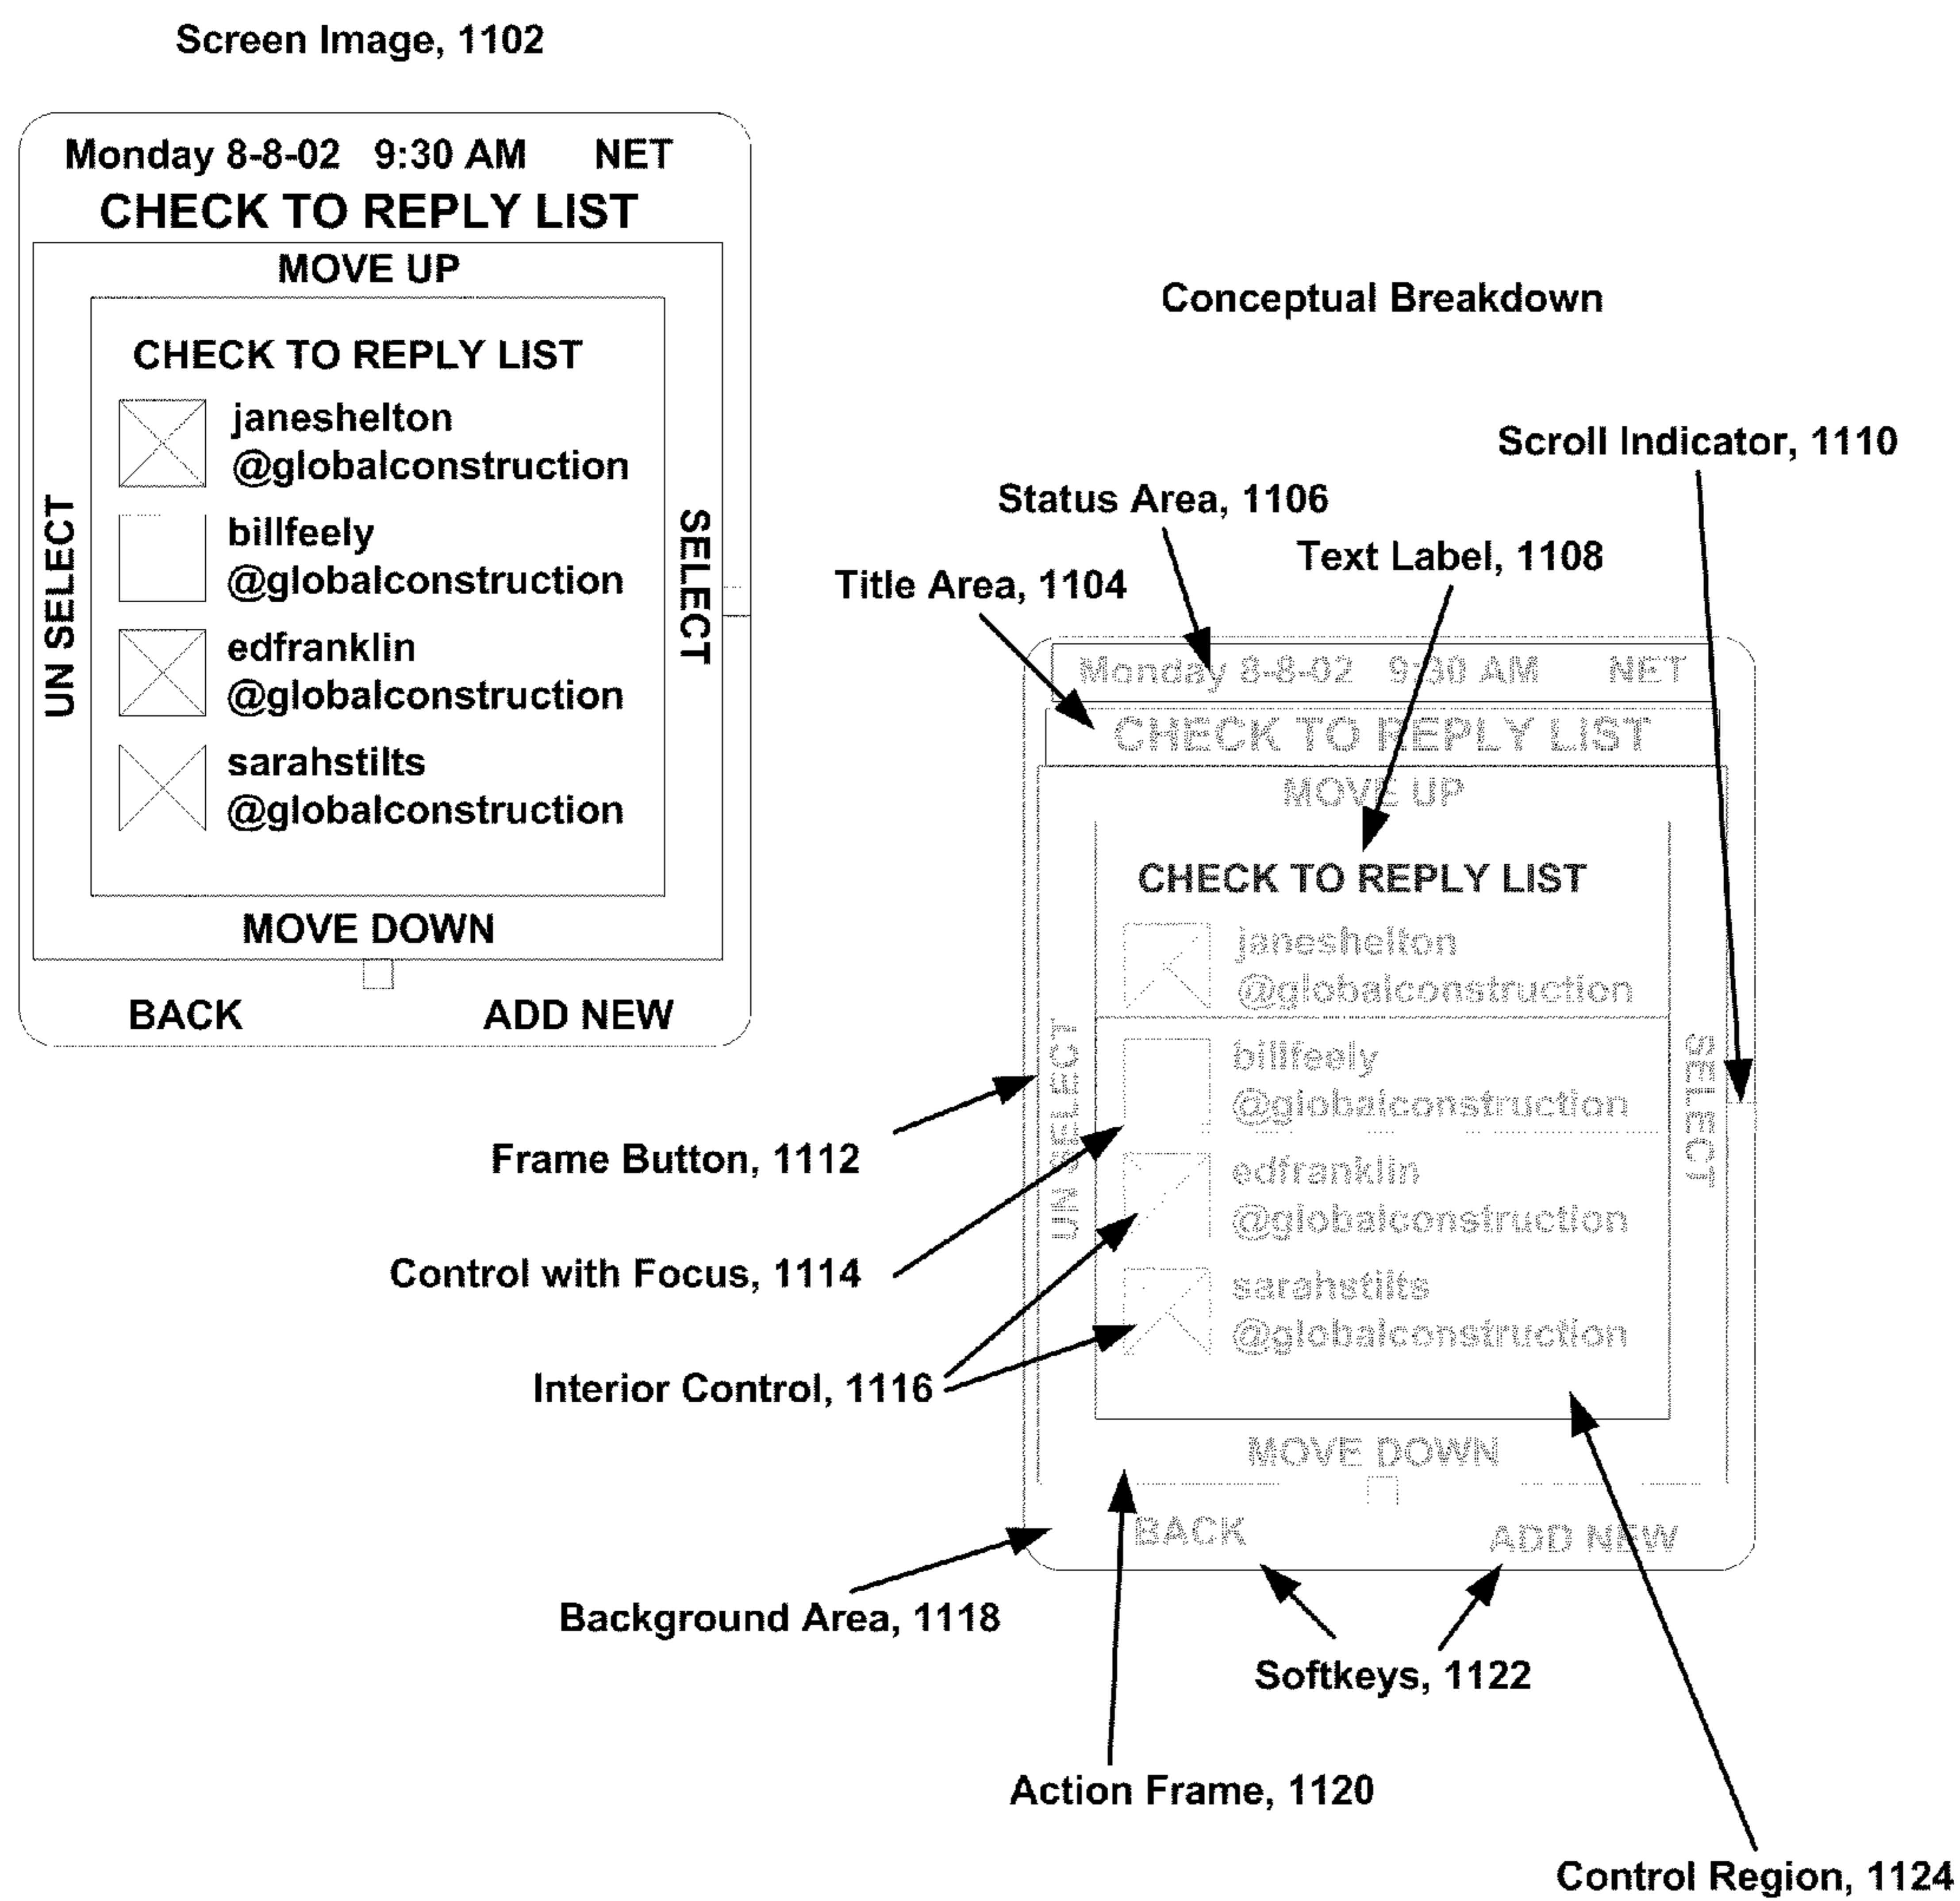 Screen Image, 1102
Monday 8-8-02 9:30 AM NET
CHECK TO REPLY LIST
MOVE UP
CHECK TO REPLY LIST
janeshelton
@globalconstruction
billfeely
@globalconstruction
edfranklin
@globalconstruction
sarahstilts
@globalconstruction
UN SELECT
SELECT
MOVE DOWN
BACK ADD NEW
Conceptual Breakdown
Scroll Indicator, 1110
Status Area, 1106
Text Label, 1108
Title Area, 1104
Monday 8-8-02 9:30 AM NET
CHECK TO REPLY LIST
MOVE UP
CHECK TO REPLY LIST
janeshelton
@globalconstruction
billfeely
@globalconstruction
edfranklin
@globalconstruction
sarahstilts
@globalconstruction
UN SELECT
SELECT
MOVE DOWN
BACK ADD NEW
Frame Button, 1112
Control with Focus, 1114
Interior Control, 1116
Background Area, 1118
Softkeys, 1122
Action Frame, 1120
Control Region, 1124